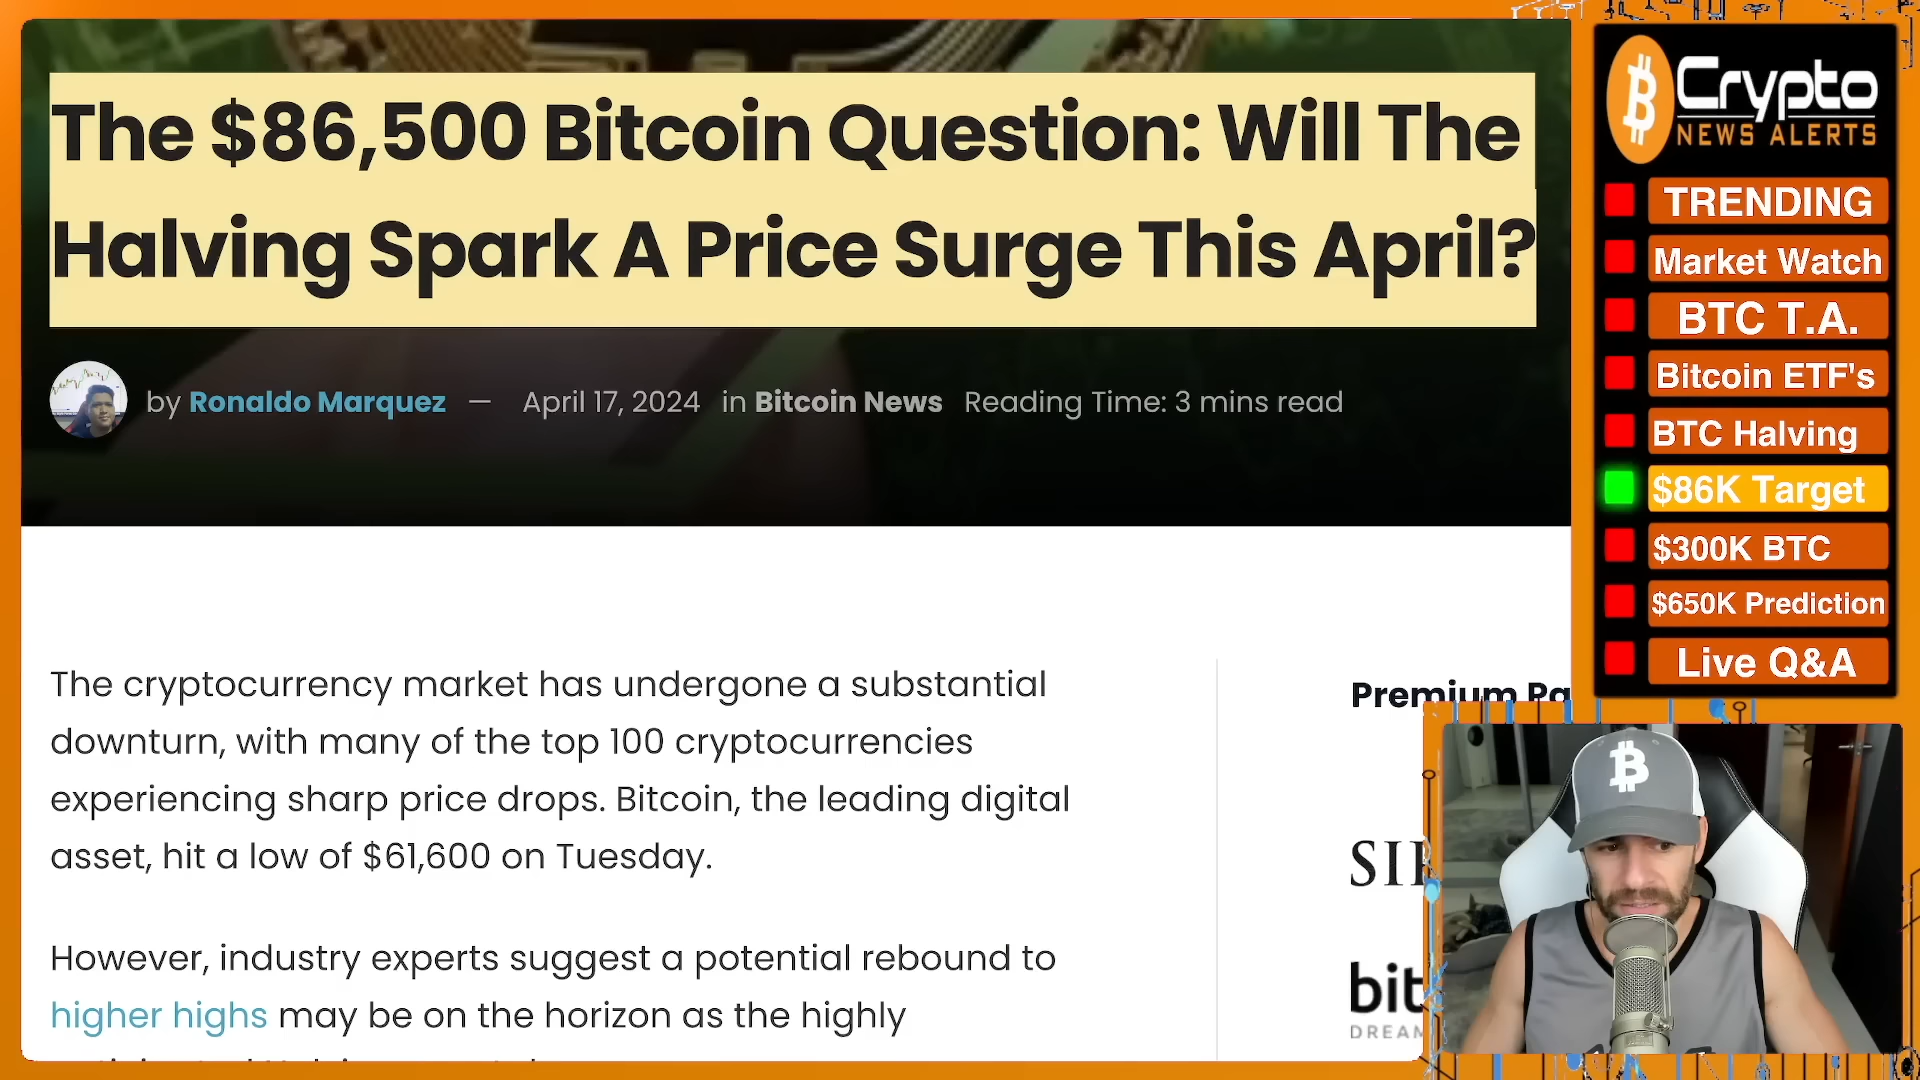 The $86,500 Bitcoin Question: Will The
Halving Spark A Price Surge This April?
by Ronaldo Marquez — April 17, 2024 in Bitcoin News Reading Time: 3 mins read
The cryptocurrency market has undergone a substantial
downturn, with many of the top 100 cryptocurrencies
experiencing sharp price drops. Bitcoin, the leading digital
asset, hit a low of $61,600 on Tuesday.
However, industry experts suggest a potential rebound to
higher highs may be on the horizon as the highly
Premium
bit
DREAM
Crypto
NEWS ALERTS
TRENDING
Market Watch
BTC T.A.
Bitcoin ETF's
BTC Halving
$86K Target
$300K BTC
$650K Prediction
Live Q&A